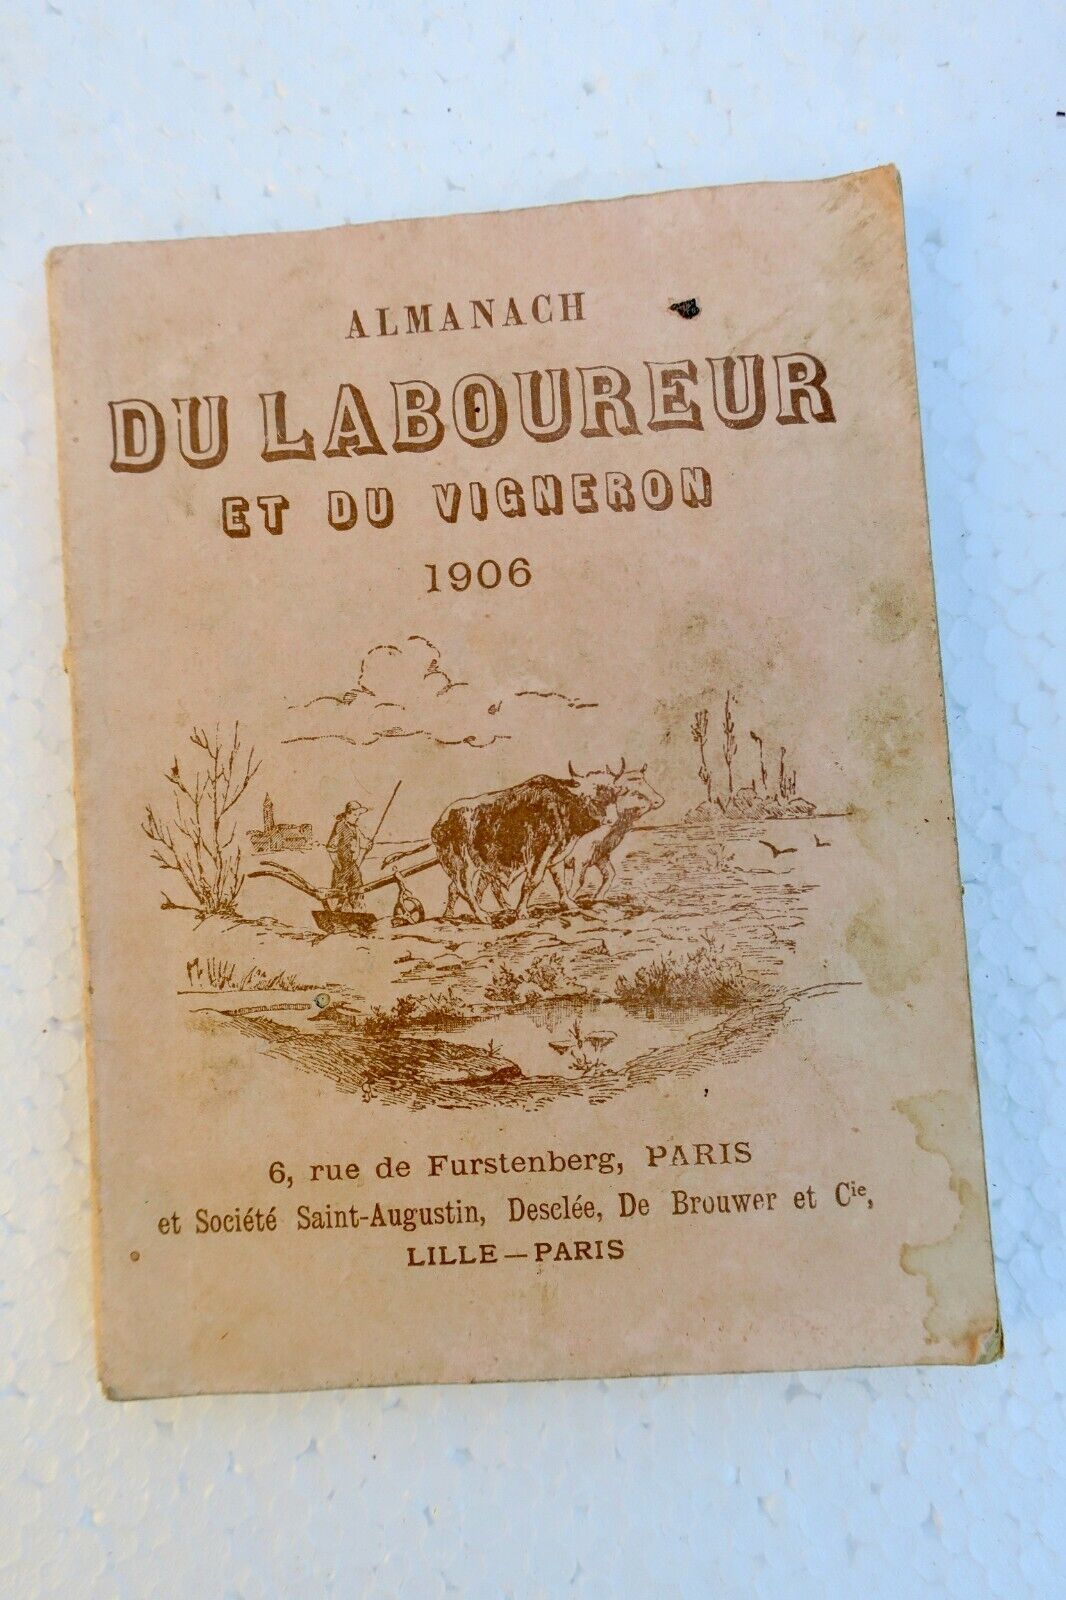 ALMANACH
DU LABOUREUR
ET DU VIGNERON
1906
6, rue de Furstenberg, PARIS
et Société Saint-Augustin, Desclée, De Brouwer et Cie,
LILLE — PARIS